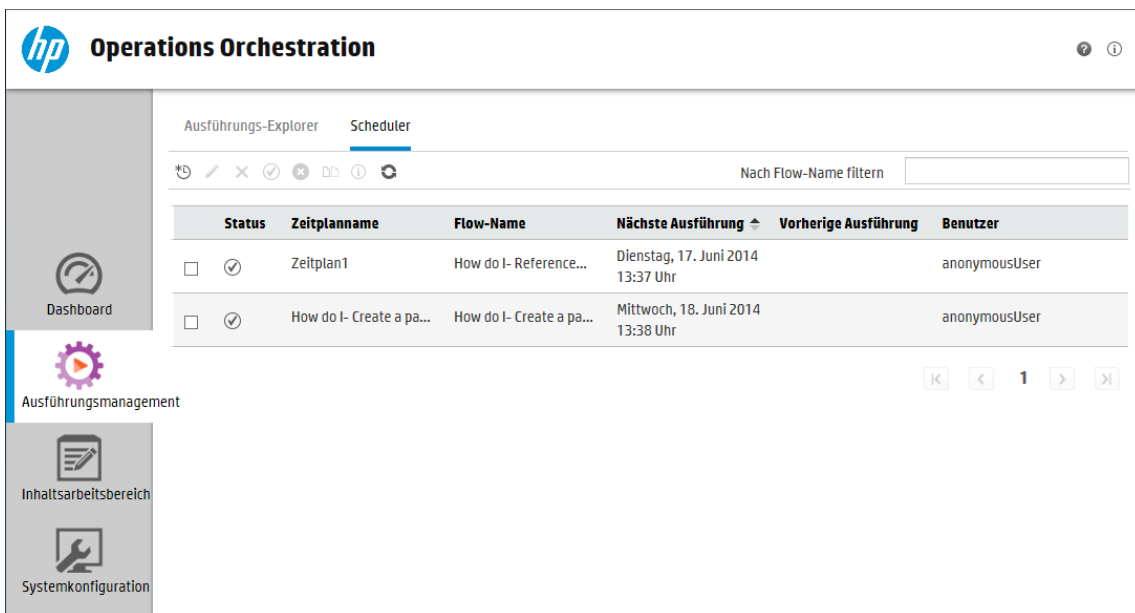 hp Operations Orchestration
Ausführungs-Explorer Scheduler
Nach Flow-Name filtern
Status Zeitplanname Flow-Name Nächste Ausführung Vorherige Ausführung Benutzer
Zeitplan1 How do I- Reference... Dienstag, 17. Juni 2014 anonymousUser
13:37 Uhr
How do I- Create a pa... How do I- Create a pa... Mittwoch, 18. Juni 2014 anonymousUser
13:38 Uhr
1
Dashboard
Ausführungsmanagement
Inhaltsarbeitsbereich
Systemkonfiguration